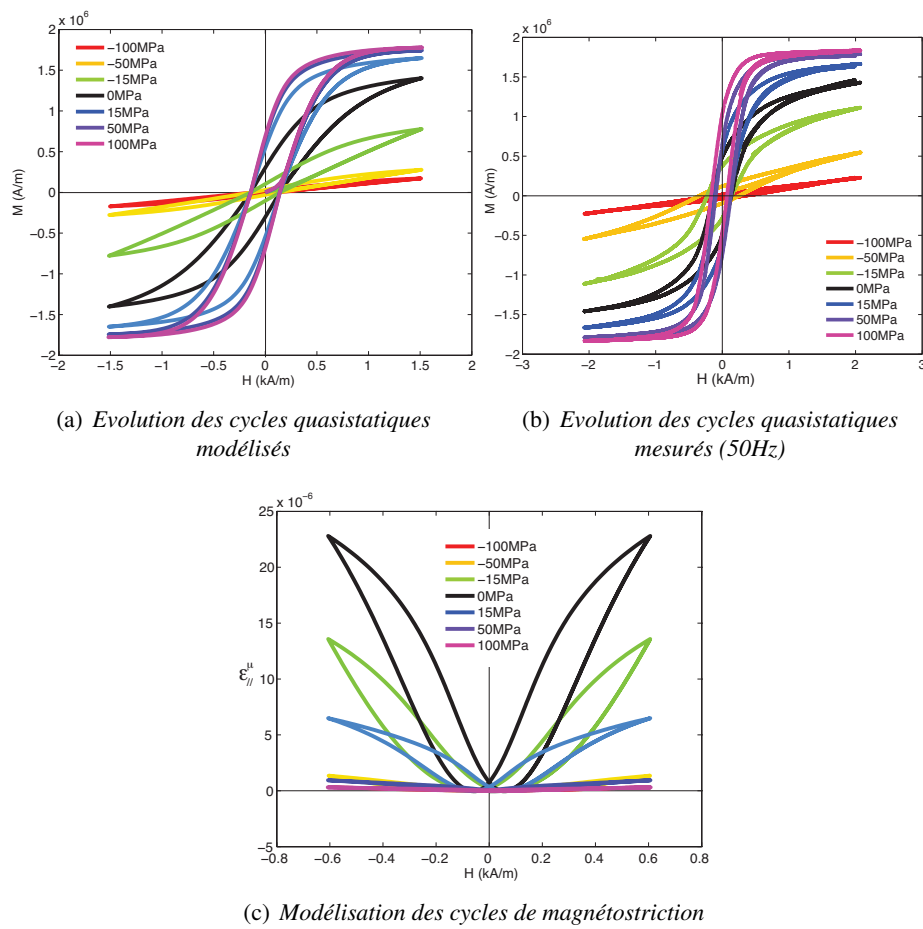 x 10⁶
2
1.5
1
0.5
0
-0.5
-1
-1.5
-2
M (A/m)
-100MPa
-50MPa
-15MPa
0MPa
15MPa
50MPa
100MPa
-2 -1.5 -1 -0.5 0 0.5 1 1.5 2
H (kA/m)
(a) Evolution des cycles quasistatiques
modélisés
x 10⁶
2
1.5
1
0.5
0
-0.5
-1
-1.5
-2
M (A/m)
-100MPa
-50MPa
-15MPa
0MPa
15MPa
50MPa
100MPa
-3 -2 -1 0 1 2 3
H (kA/m)
(b) Evolution des cycles quasistatiques
mesurés (50Hz)
x 10⁻⁶
25
20
15
10
5
0
-5
ε//^μ
-100MPa
-50MPa
-15MPa
0MPa
15MPa
50MPa
100MPa
-0.8 -0.6 -0.4 -0.2 0 0.2 0.4 0.6 0.8
H (kA/m)
(c) Modélisation des cycles de magnétostriction